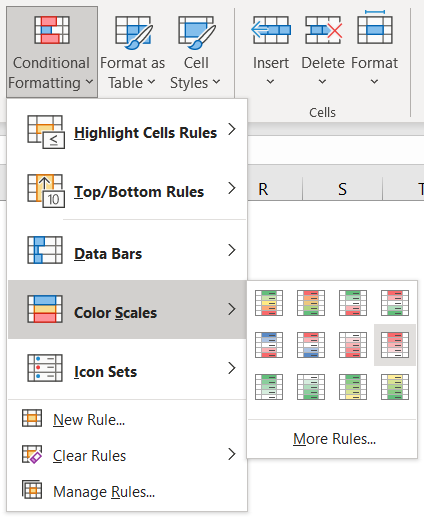 Conditional
Formatting
Format as
Table
Cell
Styles
Insert
Delete
Format
Cells
Highlight Cells Rules
≤
Top/Bottom Rules
10
R
S
T
Data Bars
Color Scales
Icon Sets
More Rules...
New Rule...
Clear Rules
Manage Rules...